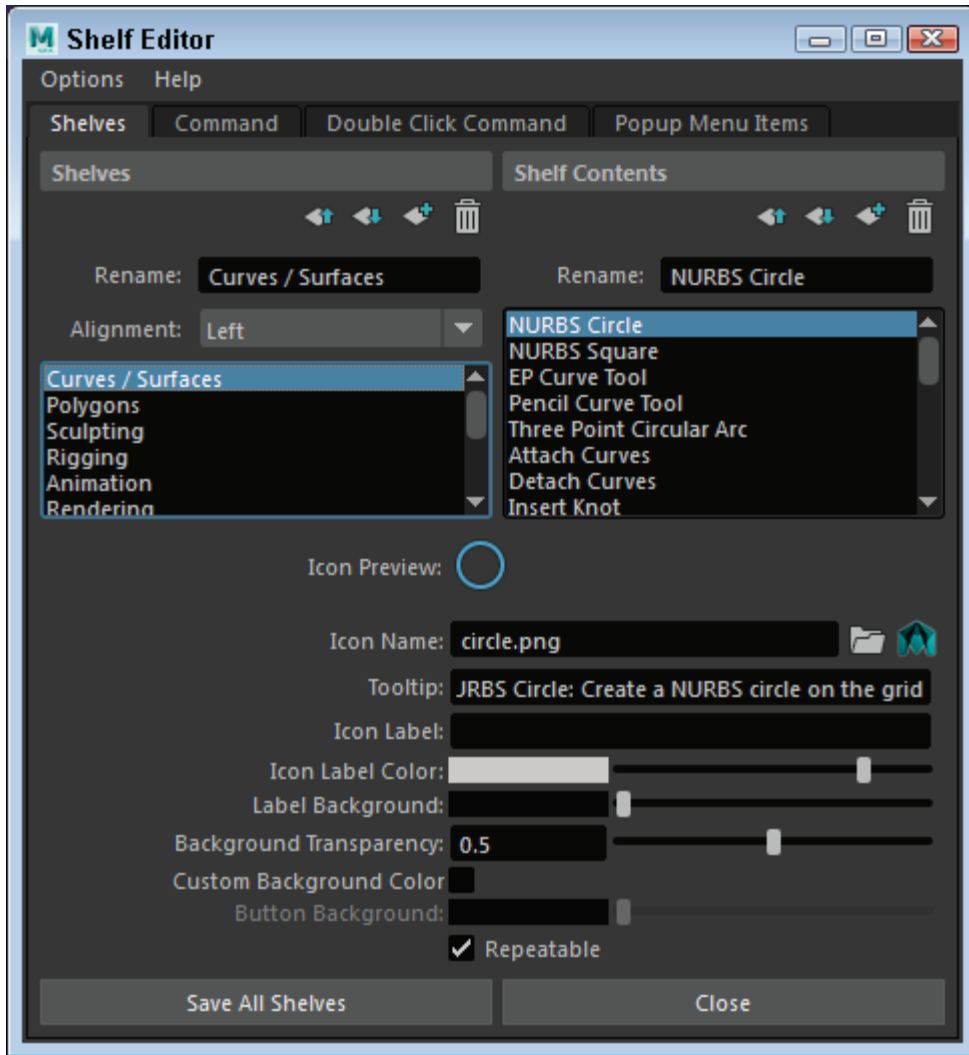 Shelf Editor
Options Help
Shelves Command Double Click Command Popup Menu Items
Shelves
Rename: Curves / Surfaces
Alignment: Left
Curves / Surfaces
Polygons
Sculpting
Rigging
Animation
Rendering
Shelf Contents
Rename: NURBS Circle
NURBS Circle
NURBS Square
EP Curve Tool
Pencil Curve Tool
Three Point Circular Arc
Attach Curves
Detach Curves
Insert Knot
Icon Preview:
Icon Name: circle.png
Tooltip: JRBS Circle: Create a NURBS circle on the grid
Icon Label:
Icon Label Color:
Label Background:
Background Transparency: 0.5
Custom Background Color
Button Background:
Repeatable
Save All Shelves Close